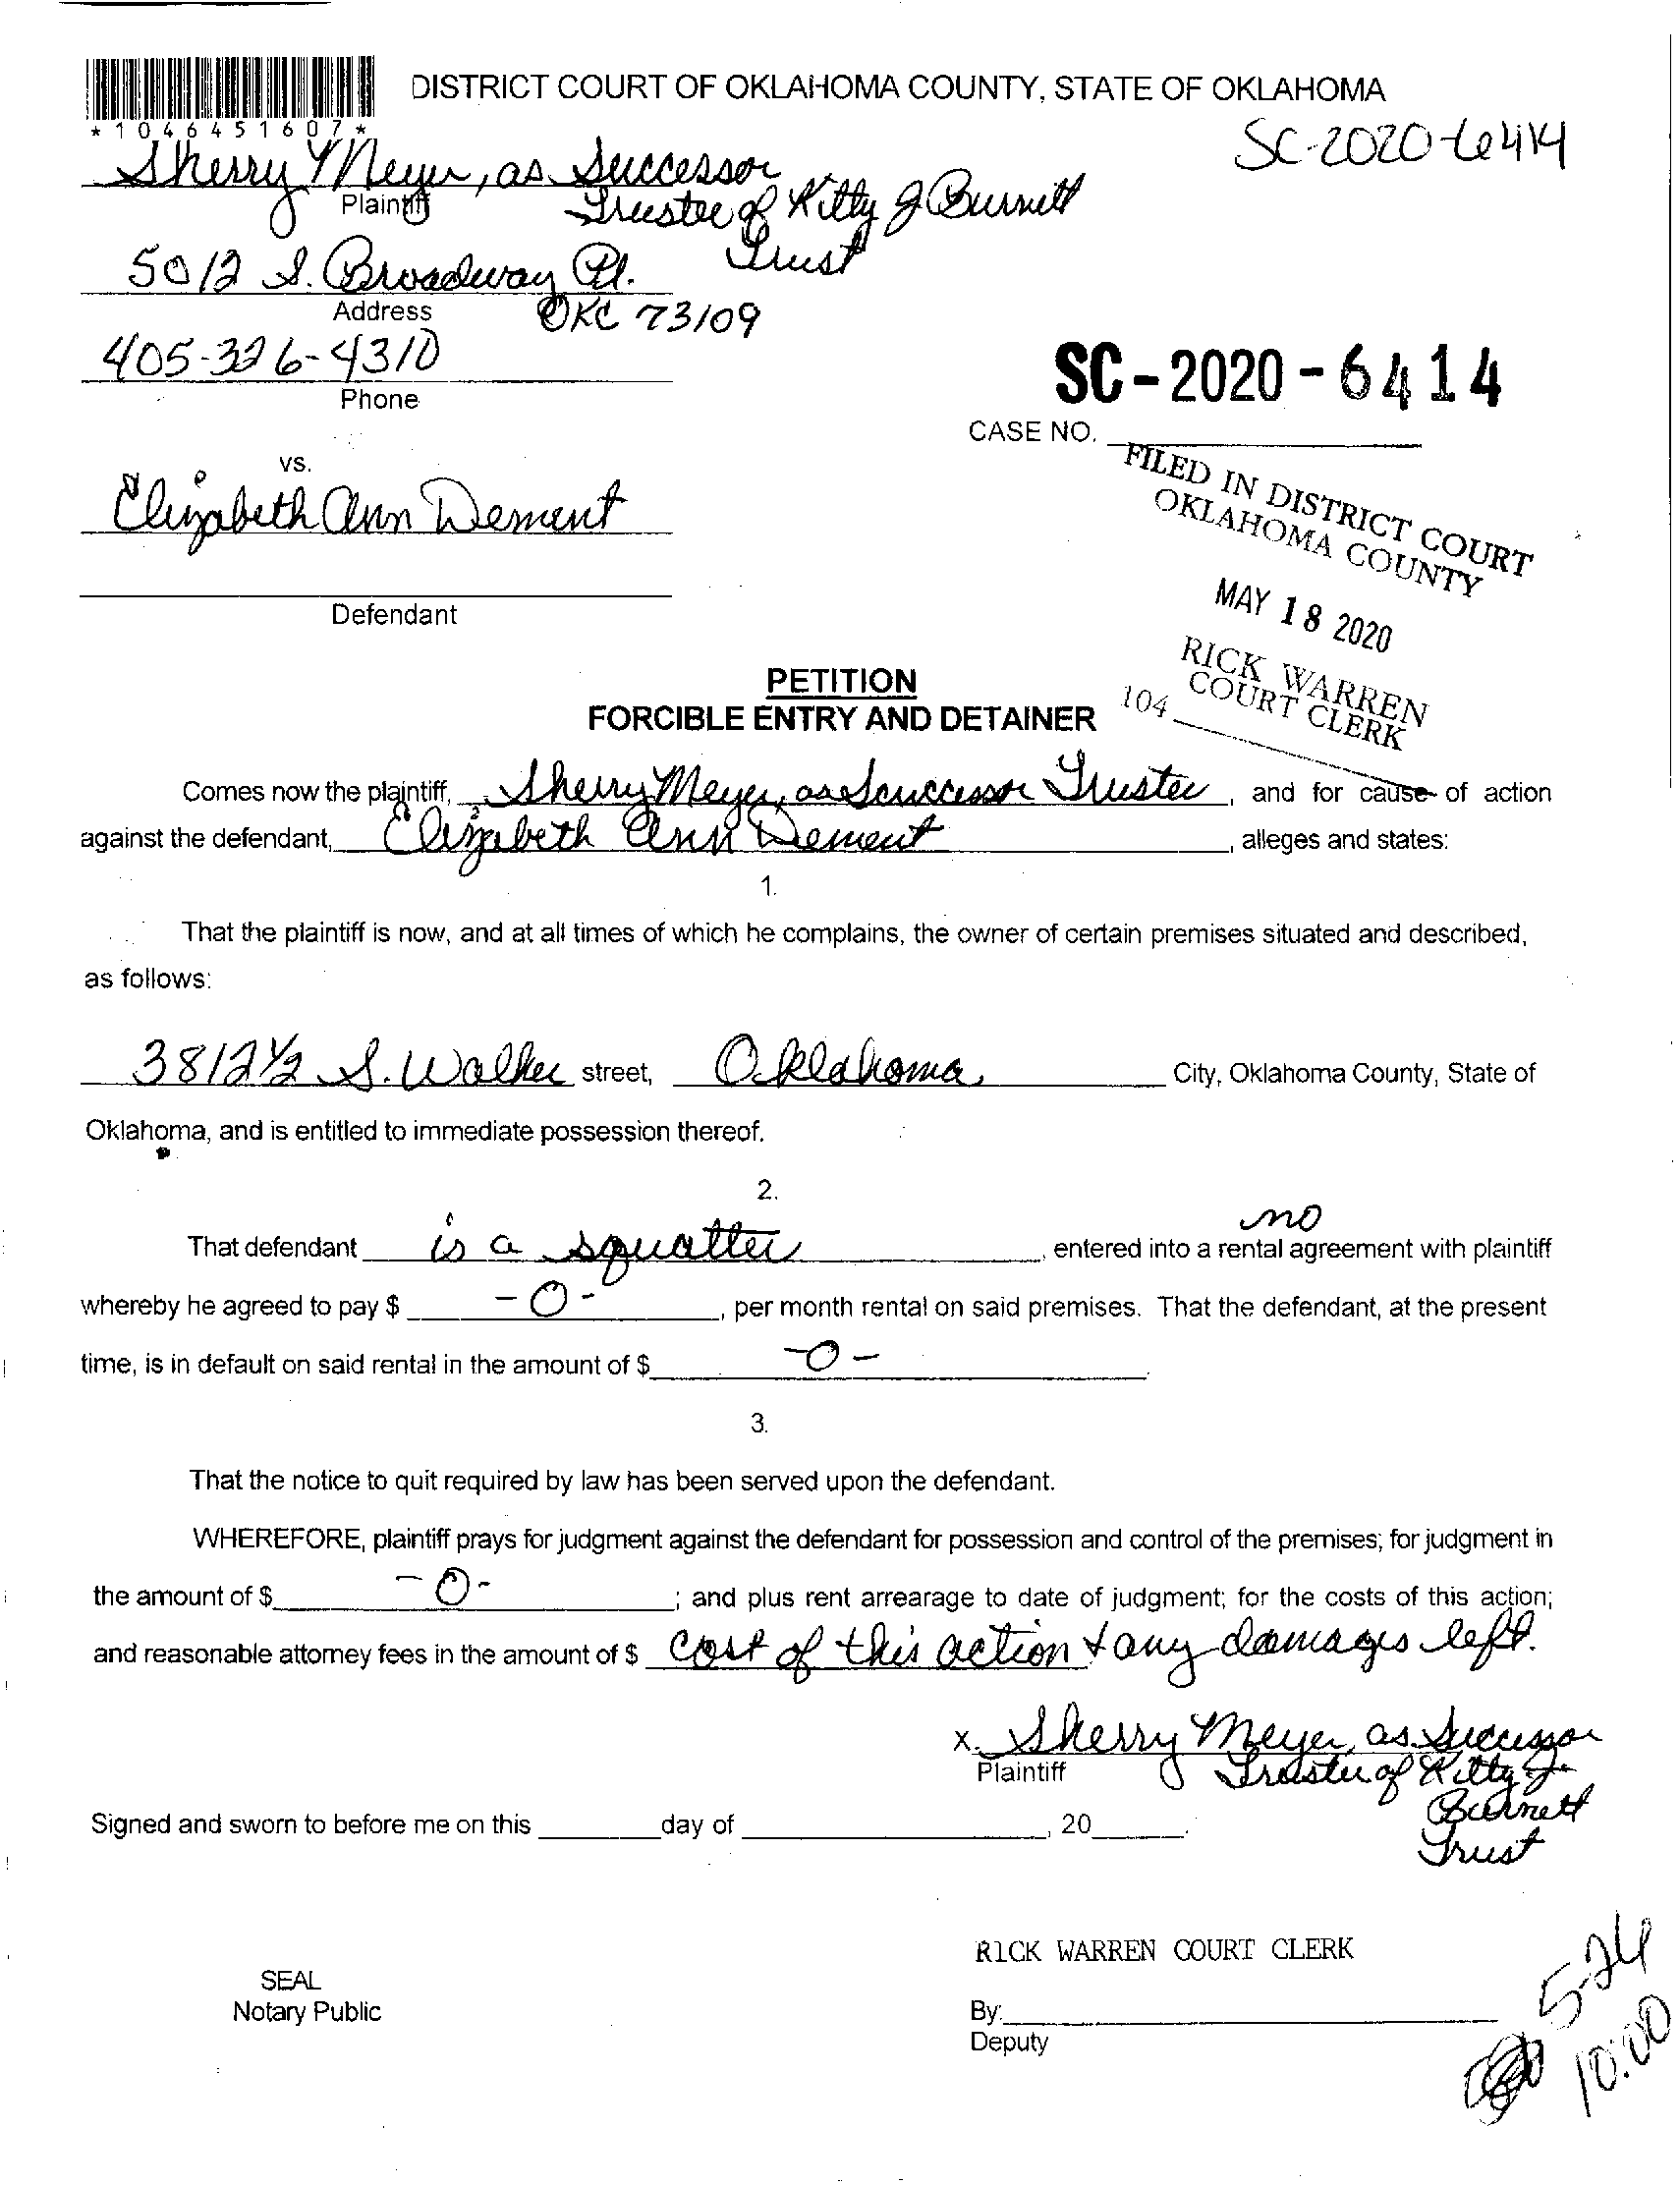 DISTRICT COURT OF OKLAHOMA COUNTY, STATE OF OKLAHOMA
*1046451607*
SC-2020-6414
Sherry Meyer, as Successor
Plaintiff
Trustee of Kitty J Burnett
Trust
5012 S. Broadway Pl.
Address
OKC 73109
405-326-4310
Phone
SC-2020-6414
CASE NO.
vs.
FILED IN DISTRICT COURT
OKLAHOMA COUNTY
Elizabeth Ann Dement
MAY 18 2020
Defendant
RICK WARREN
COURT CLERK
104
PETITION
FORCIBLE ENTRY AND DETAINER
Comes now the plaintiff, Sherry Meyer, as Successor Trustee, and for cause of action
against the defendant, Elizabeth Ann Dement, alleges and states:
1.
That the plaintiff is now, and at all times of which he complains, the owner of certain premises situated and described,
as follows:
3812½ S. Walker street, Oklahoma, City, Oklahoma County, State of
Oklahoma, and is entitled to immediate possession thereof.
2.
no
That defendant is a squatter, entered into a rental agreement with plaintiff
whereby he agreed to pay $ -0-, per month rental on said premises. That the defendant, at the present
time, is in default on said rental in the amount of $ -0-.
3.
That the notice to quit required by law has been served upon the defendant.
WHEREFORE, plaintiff prays for judgment against the defendant for possession and control of the premises; for judgment in
the amount of $ -0-; and plus rent arrearage to date of judgment; for the costs of this action;
and reasonable attorney fees in the amount of $ Cost of this action + any damages left.
x. Sherry Meyer, as Successor
Plaintiff
Trustee of Kitty J.
Burnett
Trust
Signed and sworn to before me on this day of , 20 .
RICK WARREN COURT CLERK
SEAL
Notary Public
By:
Deputy
5-26
10:00